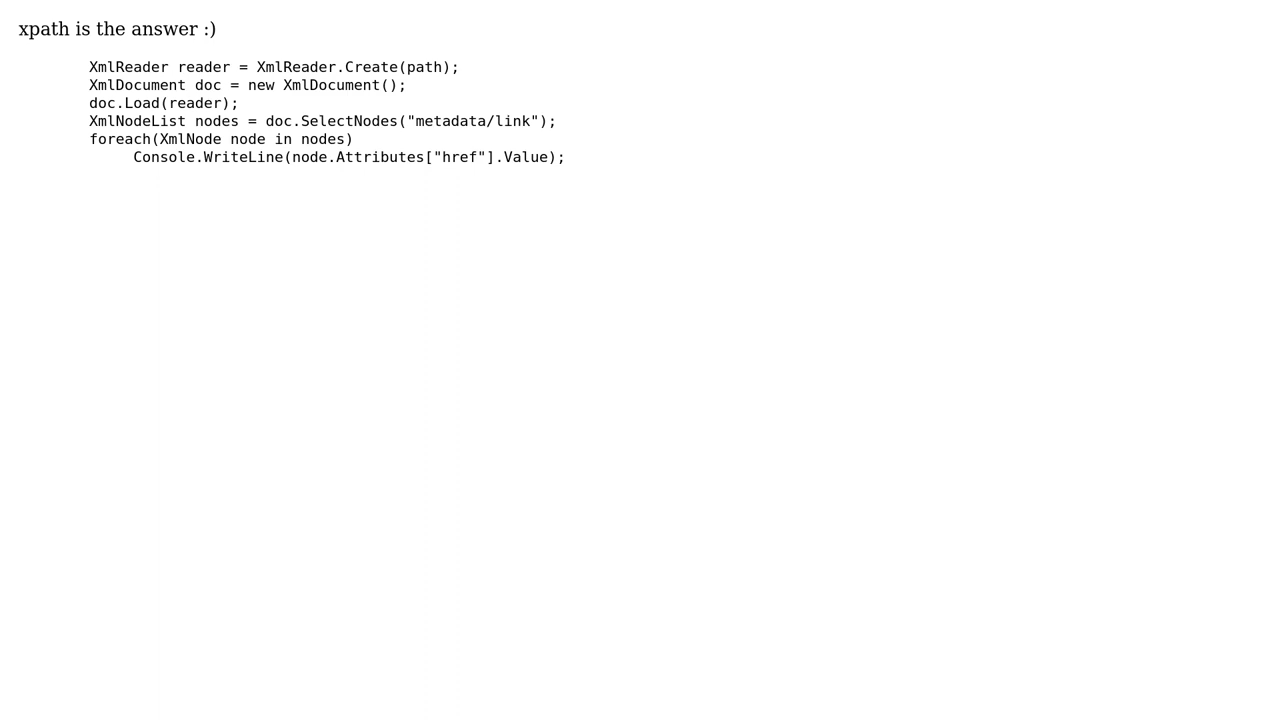 xpath is the answer :)
XmlReader reader = XmlReader.Create(path);
XmlDocument doc = new XmlDocument();
doc.Load(reader);
XmlNodeList nodes = doc.SelectNodes("metadata/link");
foreach(XmlNode node in nodes)
     Console.WriteLine(node.Attributes["href"].Value);